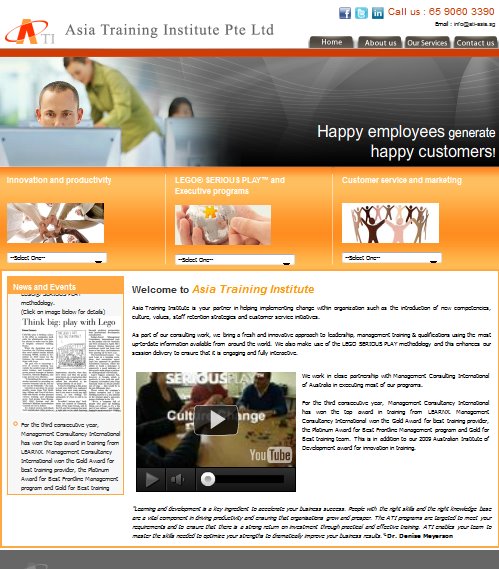 Call us : 65 9060 3390
Email : info@ati-asia.sg
ATI Asia Training Institute Pte Ltd
Home About us Our Services Contact us
Happy employees generate
happy customers!
Innovation and productivity
--Select One--
LEGO® SERIOUS PLAY™ and
Executive programs
--Select One--
Customer service and marketing
--Select One--
News and Events
methodology.
(Click on image below for details)
Think big: play with Lego
For the third consecutive year,
Management Consultancy International
has won the top award in training from
LEARNX. Management Consultancy
International won the Gold Award for
best training provider, the Platinum
Award for Best Frontline Management
program and Gold for Best training
Welcome to Asia Training Institute
Asia Training Institute is your partner in helping implementing change within organisation such as the introduction of new competencies,
culture, values, staff retention strategies and customer service initiatives.
As part of our consulting work, we bring a fresh and innovative approach to leadership, management training & qualifications using the most
up-to-date information available from around the world. We also make use of the LEGO SERIOUS PLAY methodology and this enhances our
session delivery to ensure that it is engaging and fully interactive.
SERIOUS
Culture Change
YouTube
We work in close partnership with Management Consulting International
of Australia in executing most of our programs.
For the third consecutive year, Management Consultancy International
has won the top award in training from LEARNX. Management
Consultancy International won the Gold Award for best training provider,
the Platinum Award for Best Frontline Management program and Gold for
Best Training team. This is in addition to our 2009 Australian Institute of
Development award for innovation in training.
"Learning and development is a key ingredient to accelerate your business success. People with the right skills and the right knowledge base
are a vital component in driving productivity and ensuring that organisations grow and prosper. The ATI programs are targeted to meet your
requirements and to ensure that there is a strong return on investment through practical and effective training. ATI enables your team to
master the skills needed to optimise your strengths to dramatically improve your business results. "-Dr. Denise Meyerson